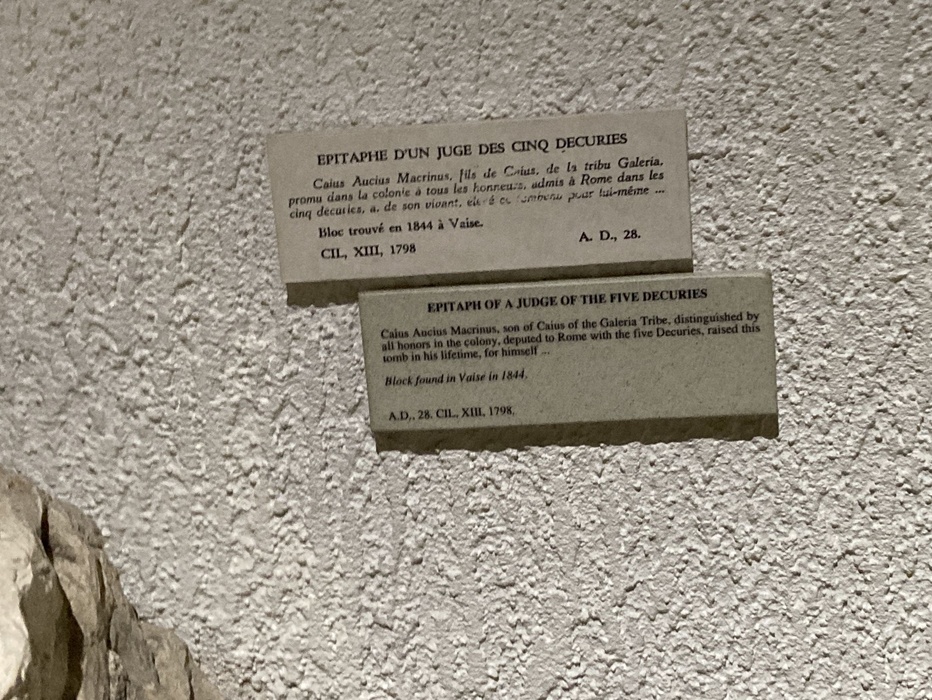 EPITAPHE D'UN JUGE DES CINQ DECURIES
Caius Aucius Macrinus, fils de Caius, de la tribu Galeria,
promu dans la colonie à tous les honneurs, admis à Rome dans les
cinq décuries, a, de son vivant, élevé ce tombeau pour lui-même ...
Bloc trouvé en 1844 à Vaise.
CIL, XIII, 1798
A. D., 28.
EPITAPH OF A JUDGE OF THE FIVE DECURIES
Caius Aucius Macrinus, son of Caius of the Galeria Tribe, distinguished by
all honors in the colony, deputed to Rome with the five Decuries, raised this
tomb in his lifetime, for himself ...
Block found in Vaise in 1844.
A.D., 28. CIL., XIII, 1798.